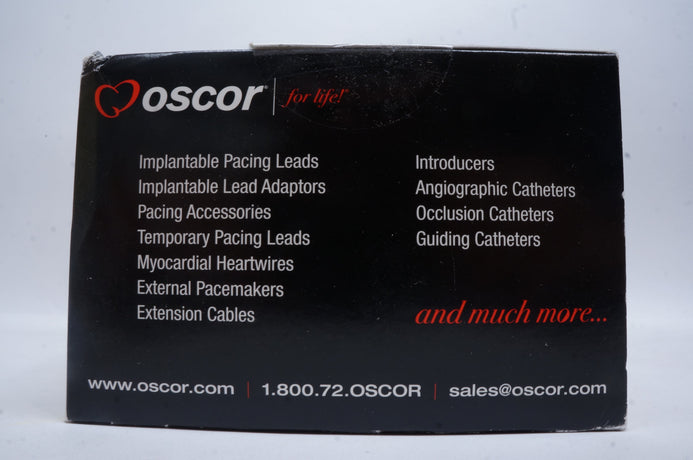 oscor® for life!®
Implantable Pacing Leads
Implantable Lead Adaptors
Pacing Accessories
Temporary Pacing Leads
Myocardial Heartwires
External Pacemakers
Extension Cables
Introducers
Angiographic Catheters
Occlusion Catheters
Guiding Catheters
and much more...
www.oscor.com | 1.800.72.OSCOR | sales@oscor.com